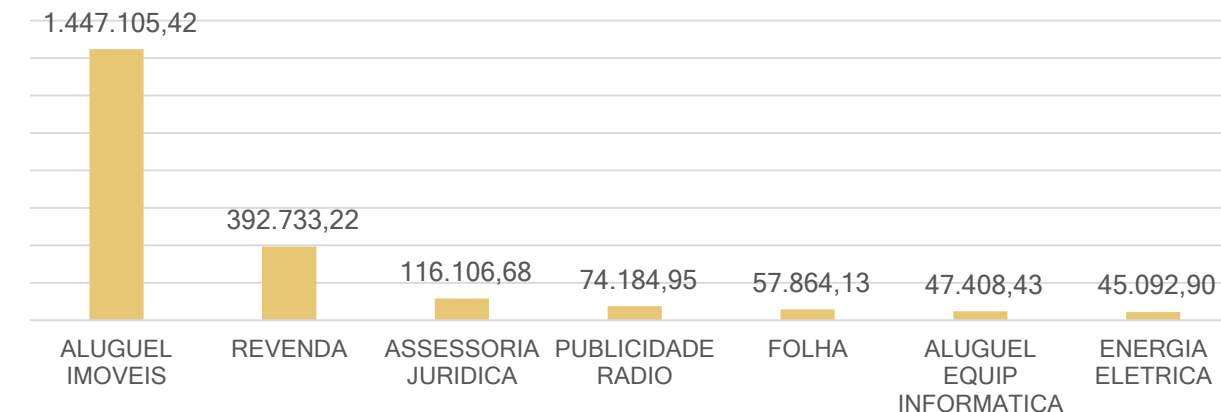 1.447.105,42
392.733,22
116.106,68
74.184,95
57.864,13
47.408,43
45.092,90
ALUGUEL
IMOVEIS
REVENDA
ASSESSORIA
JURIDICA
PUBLICIDADE
RADIO
FOLHA
ALUGUEL
EQUIP
INFORMATICA
ENERGIA
ELETRICA